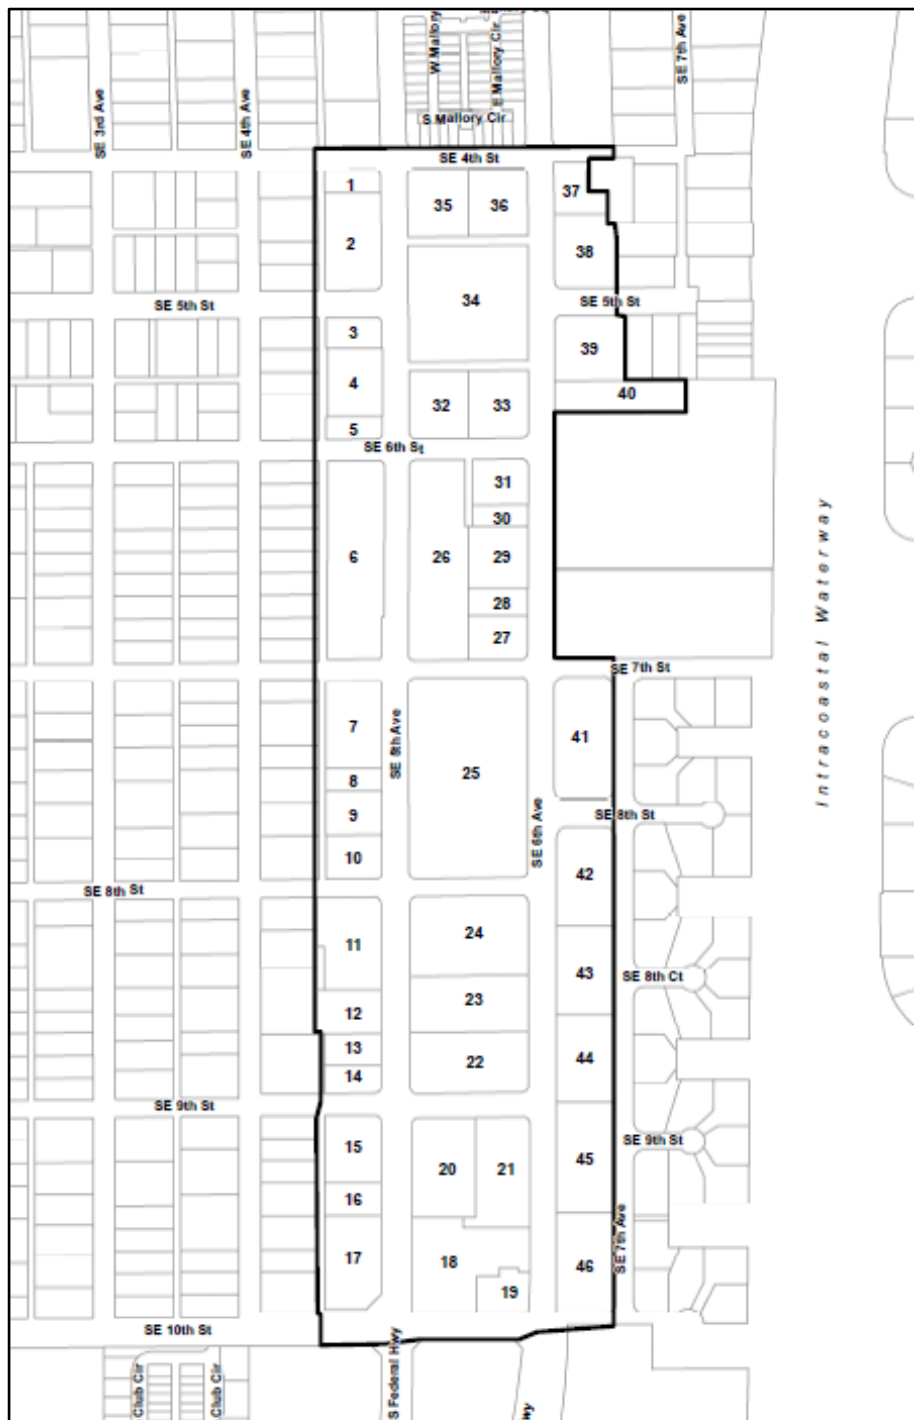 W Mallory
E Mallory Cir
SE 7th Ave
SE 3rd Ave
SE 4th Ave
S Mallory Cir
SE 4th St
1
35
36
37
2
38
34
SE 5th St
SE 5th St
3
39
4
40
32
33
5
SE 6th St
31
30
6
26
29
28
27
Intracoastal Waterway
SE 7th St
7
SE 5th Ave
41
25
8
9
SE 6th Ave
SE 8th St
10
42
SE 8th St
24
11
43
SE 8th Ct
23
12
13
22
44
14
SE 9th St
15
45
SE 9th St
20
21
16
17
18
SE 7th Ave
46
19
SE 10th St
S Federal Hwy
Club Cir
Club Cir